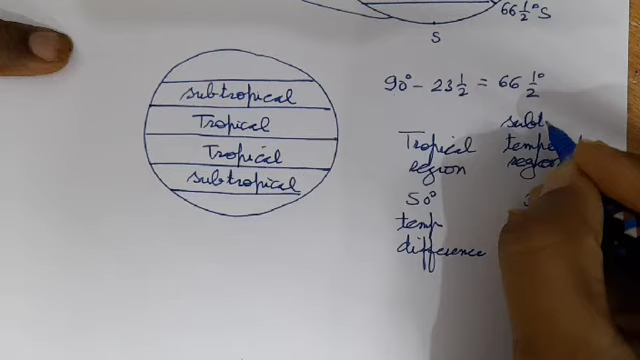 66 1/2° S
S
90° - 23 1/2 = 66 1/2°
subtropical
Tropical
Tropical
subtropical
Tropical
region
region
50°
temp
difference